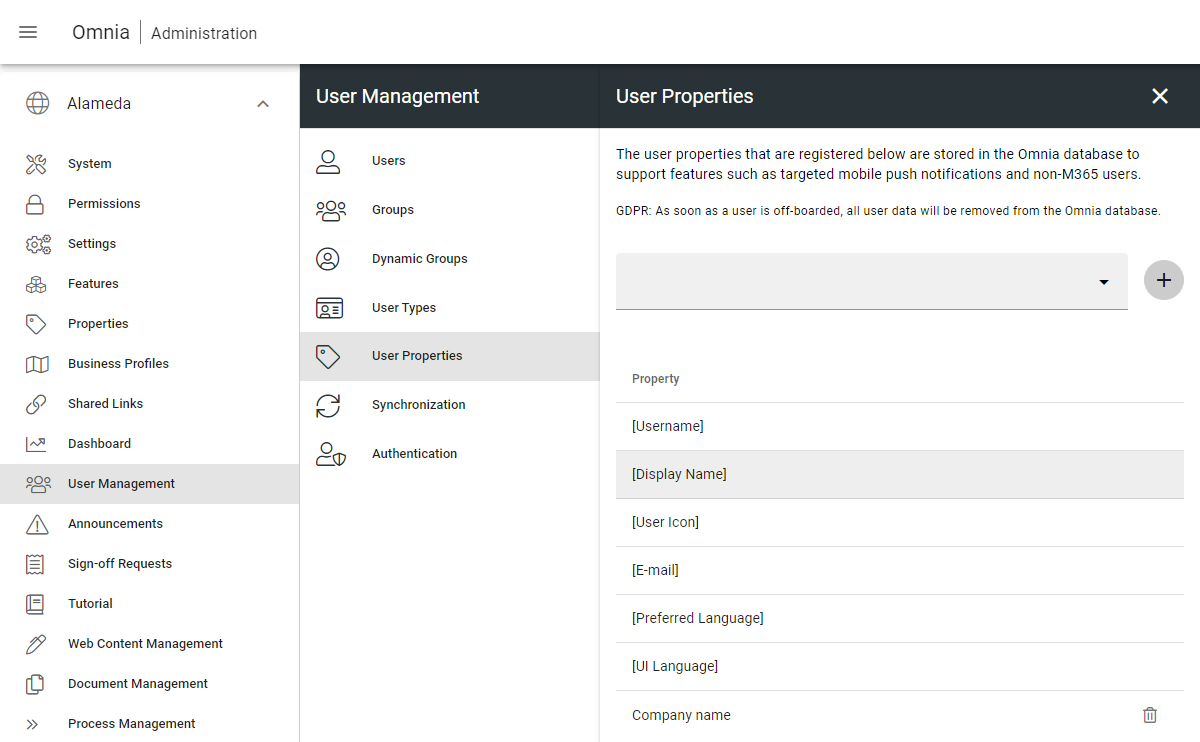 Omnia
Administration
Alameda
System
Permissions
Settings
Features
Properties
Business Profiles
Shared Links
Dashboard
User Management
Announcements
Sign-off Requests
Tutorial
Web Content Management
Document Management
Process Management
User Management
Users
Groups
Dynamic Groups
User Types
User Properties
Synchronization
Authentication
User Properties
The user properties that are registered below are stored in the Omnia database to
support features such as targeted mobile push notifications and non-M365 users.
GDPR: As soon as a user is off-boarded, all user data will be removed from the Omnia database.
Property
[Username]
[Display Name]
[User Icon]
[E-mail]
[Preferred Language]
[UI Language]
Company name